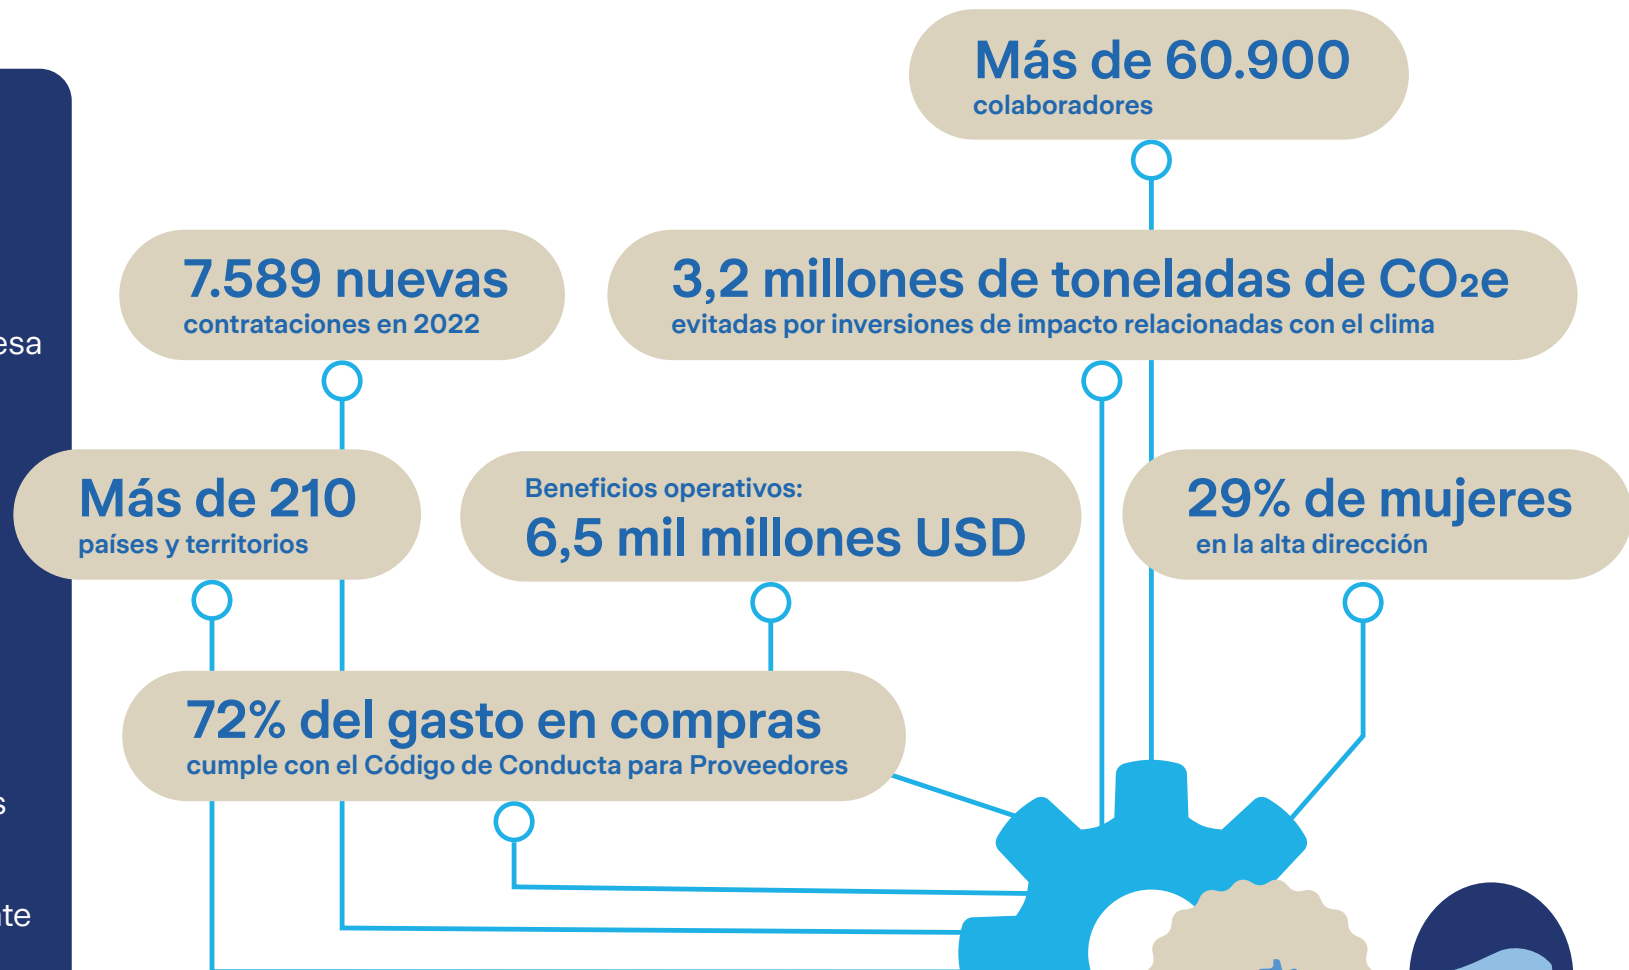 Más de 60.900
colaboradores
7.589 nuevas
contrataciones en 2022
3,2 millones de toneladas de CO₂e
evitadas por inversiones de impacto relacionadas con el clima
Más de 210
países y territorios
Beneficios operativos:
6,5 mil millones USD
29% de mujeres
en la alta dirección
72% del gasto en compras
cumple con el Código de Conducta para Proveedores